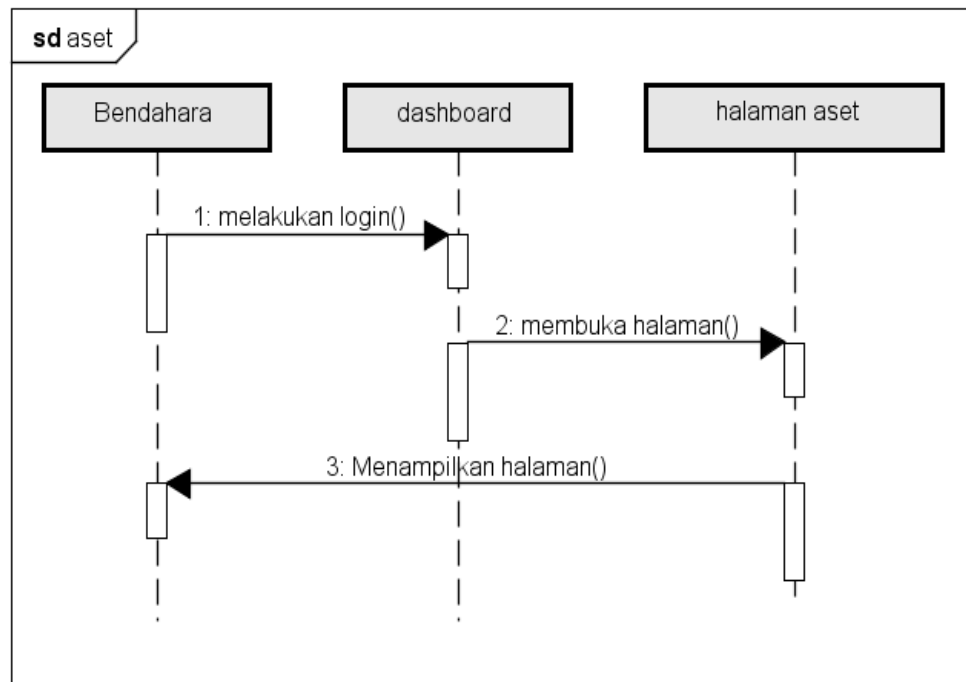 sd aset
Bendahara
dashboard
halaman aset
1: melakukan login()
2: membuka halaman()
3: Menampilkan halaman()